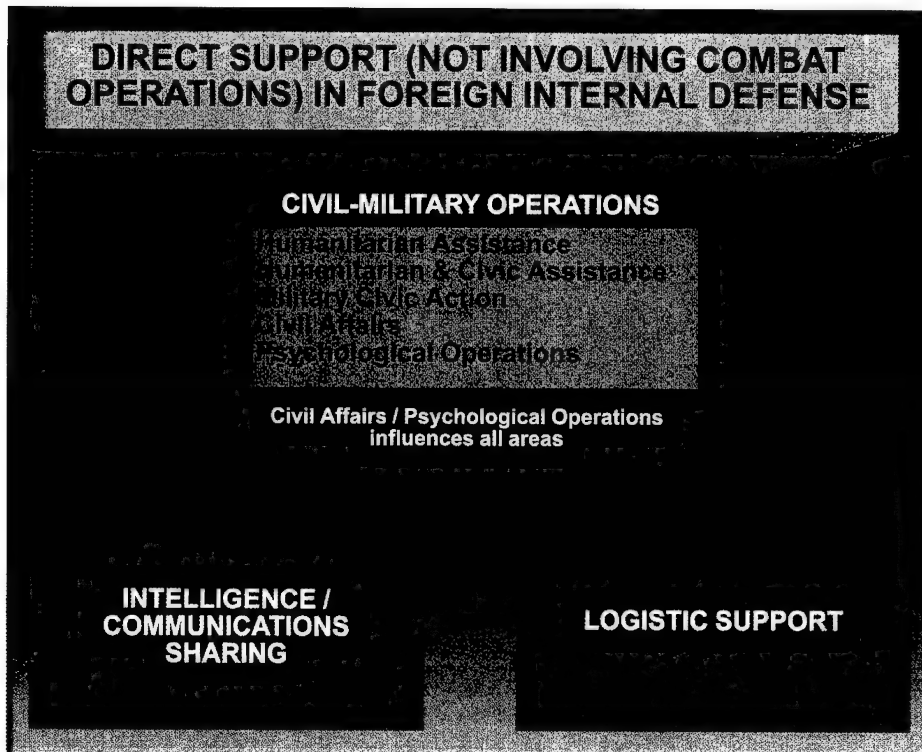 DIRECT SUPPORT (NOT INVOLVING COMBAT
OPERATIONS) IN FOREIGN INTERNAL DEFENSE
CIVIL-MILITARY OPERATIONS
Humanitarian Assistance
Humanitarian & Civic Assistance
Military Civic Action
Civil Affairs
Psychological Operations
Civil Affairs / Psychological Operations
influences all areas
INTELLIGENCE /
COMMUNICATIONS
SHARING
LOGISTIC SUPPORT